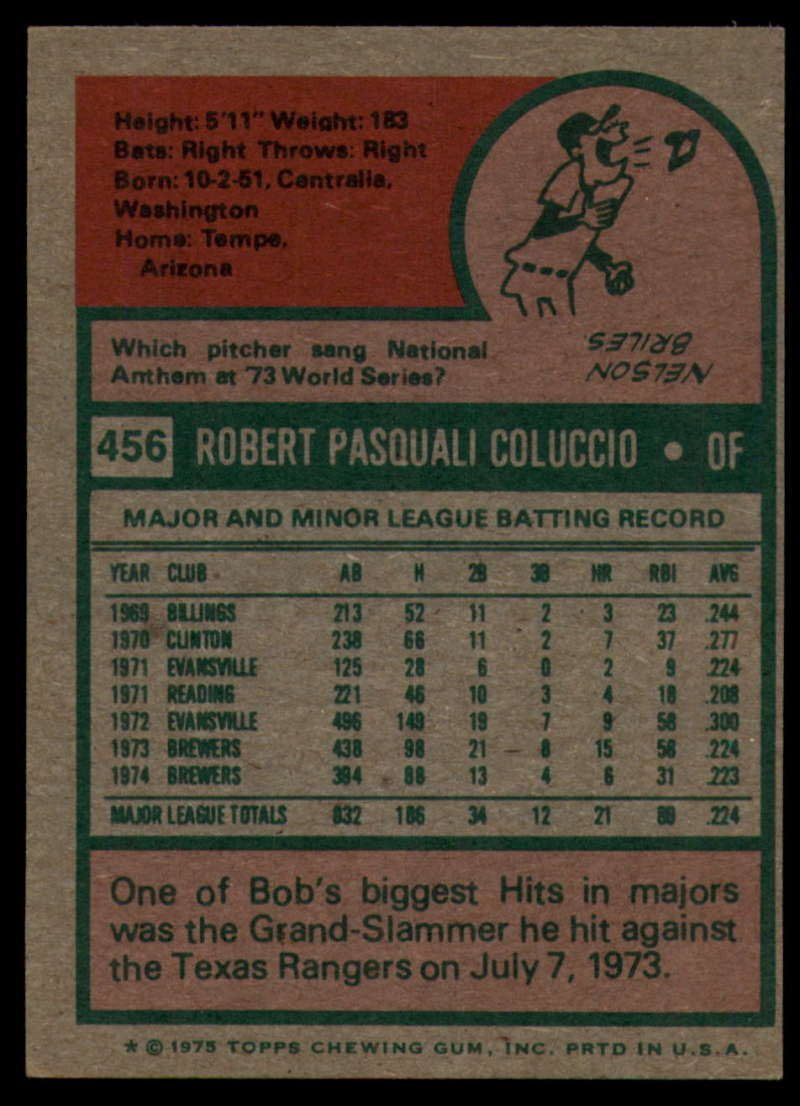 Height: 5'11" Weight: 183
Bats: Right Throws: Right
Born: 10-2-51, Centralia,
Washington
Home: Tempe,
Arizona
Which pitcher sang National
Anthem at '73 World Series?
NELSON
BRILES
456 ROBERT PASQUALI COLUCCIO • OF
MAJOR AND MINOR LEAGUE BATTING RECORD
YEAR CLUB AB H 2B 3B HR RBI AVG
1969 BILLINGS 213 52 11 2 3 23 .244
1970 CLINTON 238 66 11 2 7 37 .277
1971 EVANSVILLE 125 28 6 0 2 9 .224
1971 READING 221 46 10 3 4 18 .208
1972 EVANSVILLE 496 149 19 7 9 58 .300
1973 BREWERS 438 98 21 8 15 58 .224
1974 BREWERS 394 88 13 4 6 31 .223
MAJOR LEAGUE TOTALS 832 186 34 12 21 89 .224
One of Bob's biggest Hits in majors
was the Grand-Slammer he hit against
the Texas Rangers on July 7, 1973.
* © 1975 TOPPS CHEWING GUM, INC. PRTD IN U.S.A.